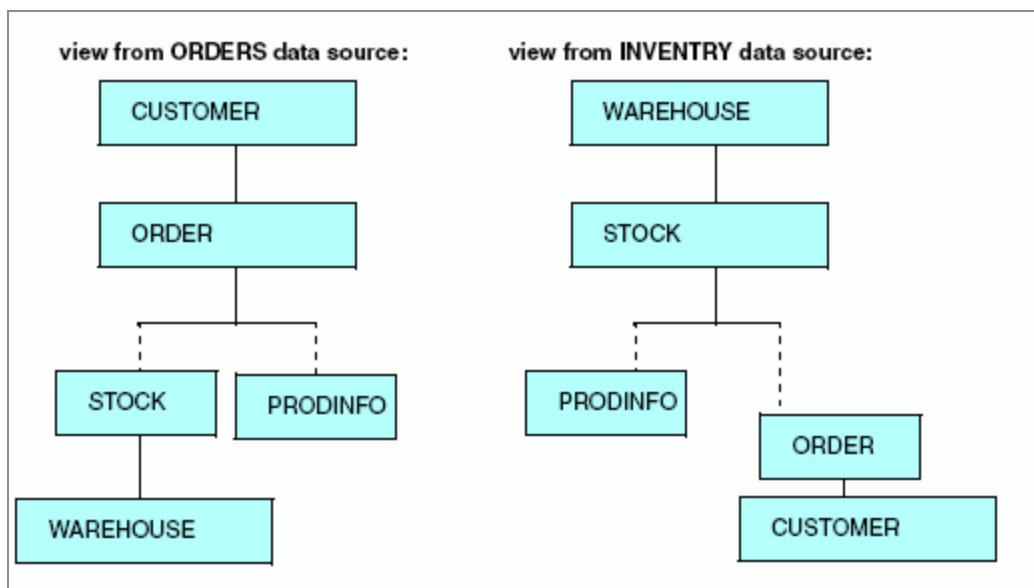 view from ORDERS data source:
CUSTOMER
ORDER
STOCK
PRODINFO
WAREHOUSE
view from INVENTRY data source:
WAREHOUSE
STOCK
PRODINFO
ORDER
CUSTOMER